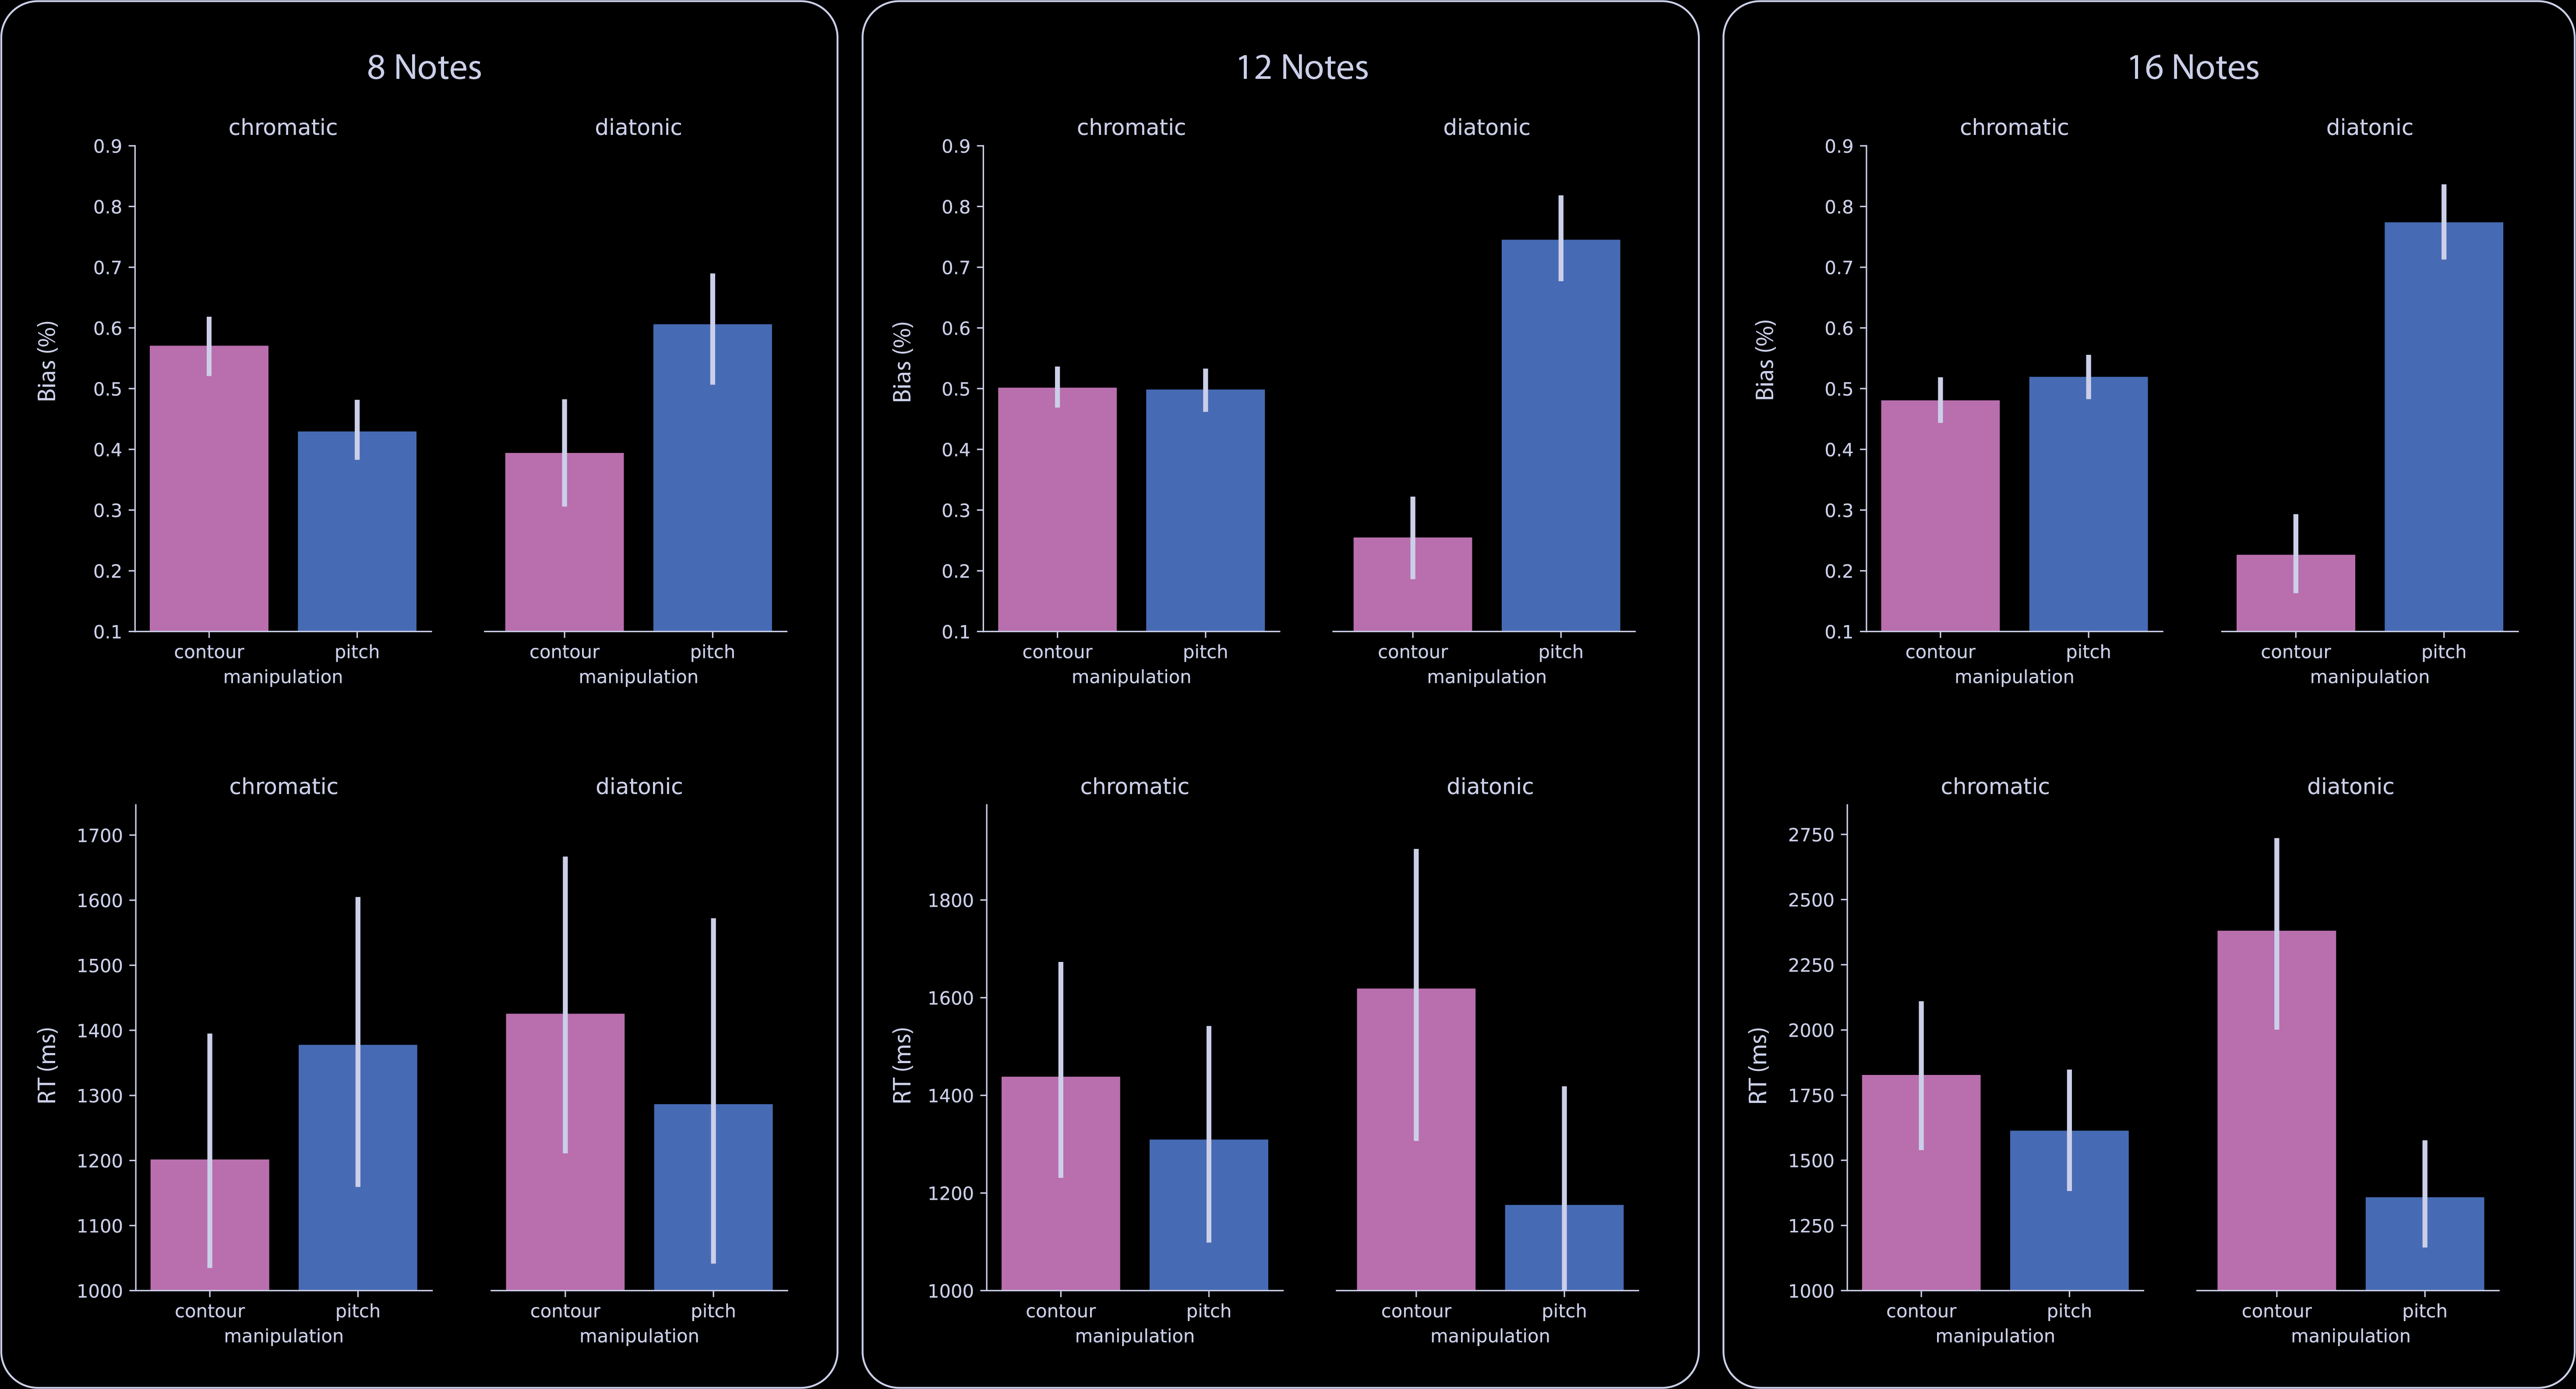 8 Notes
chromatic diatonic
0.9
0.8
0.7
0.6
0.5
0.4
0.3
0.2
0.1
Bias (%)
contour pitch contour pitch
manipulation manipulation
chromatic diatonic
1700
1600
1500
1400
1300
1200
1100
1000
RT (ms)
contour pitch contour pitch
manipulation manipulation
12 Notes
chromatic diatonic
0.9
0.8
0.7
0.6
0.5
0.4
0.3
0.2
0.1
Bias (%)
contour pitch contour pitch
manipulation manipulation
chromatic diatonic
1800
1600
1400
1200
1000
RT (ms)
contour pitch contour pitch
manipulation manipulation
16 Notes
chromatic diatonic
0.9
0.8
0.7
0.6
0.5
0.4
0.3
0.2
0.1
Bias (%)
contour pitch contour pitch
manipulation manipulation
chromatic diatonic
2750
2500
2250
2000
1750
1500
1250
1000
RT (ms)
contour pitch contour pitch
manipulation manipulation